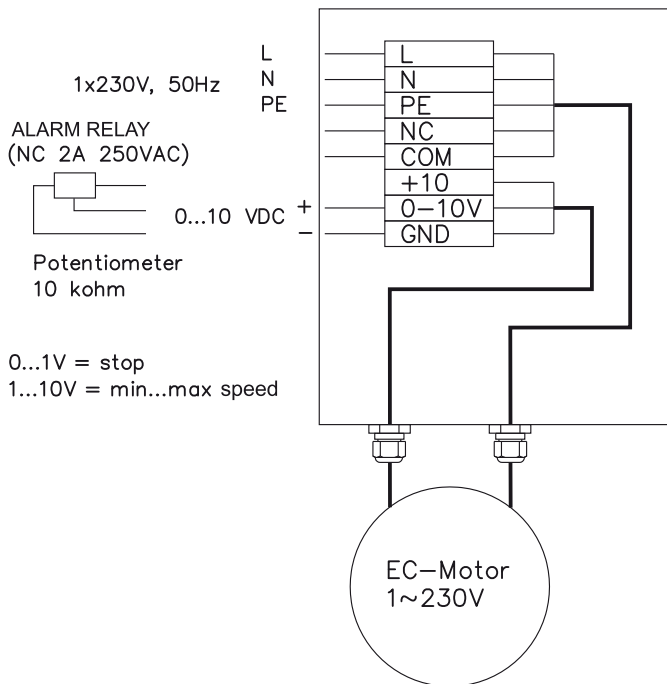 L
N
1x230V, 50Hz
PE
ALARM RELAY
(NC 2A 250VAC)
0...10 VDC
+
–
Potentiometer
10 kohm
0...1V = stop
1...10V = min...max speed
L
N
PE
NC
COM
+10
0–10V
GND
EC–Motor
1~230V